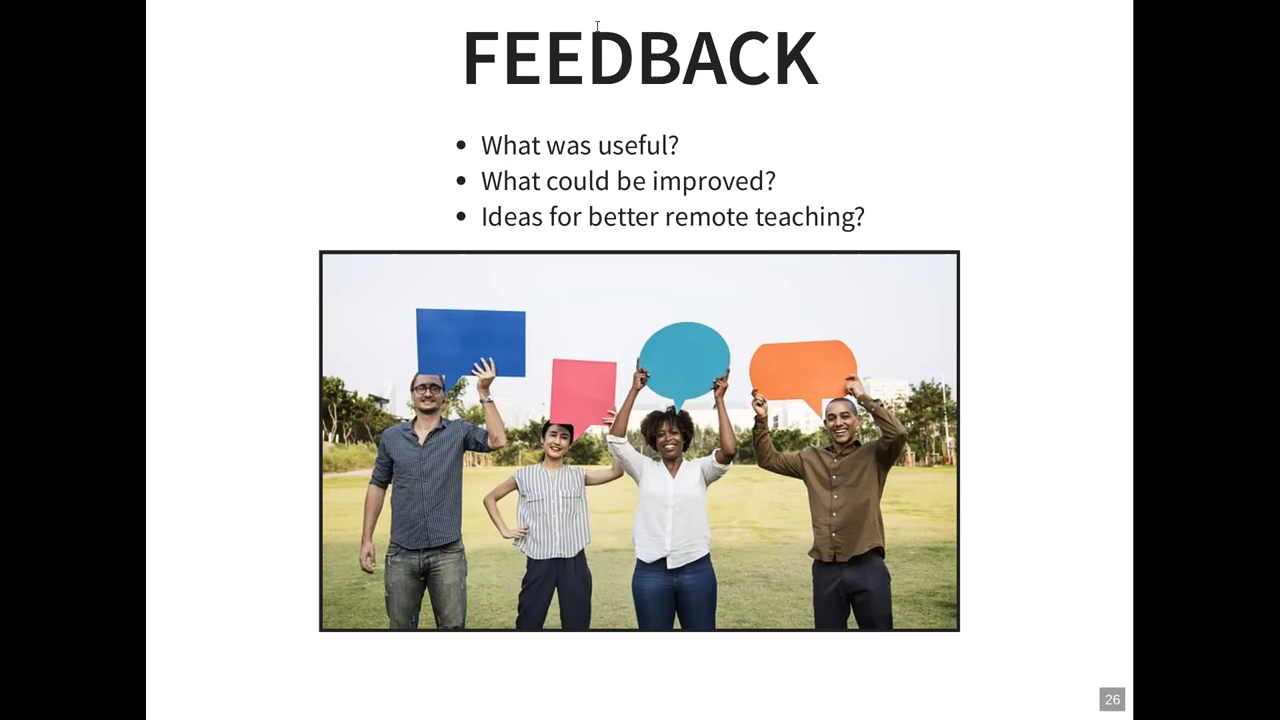 FEEDBACK
What was useful?
What could be improved?
Ideas for better remote teaching?
26